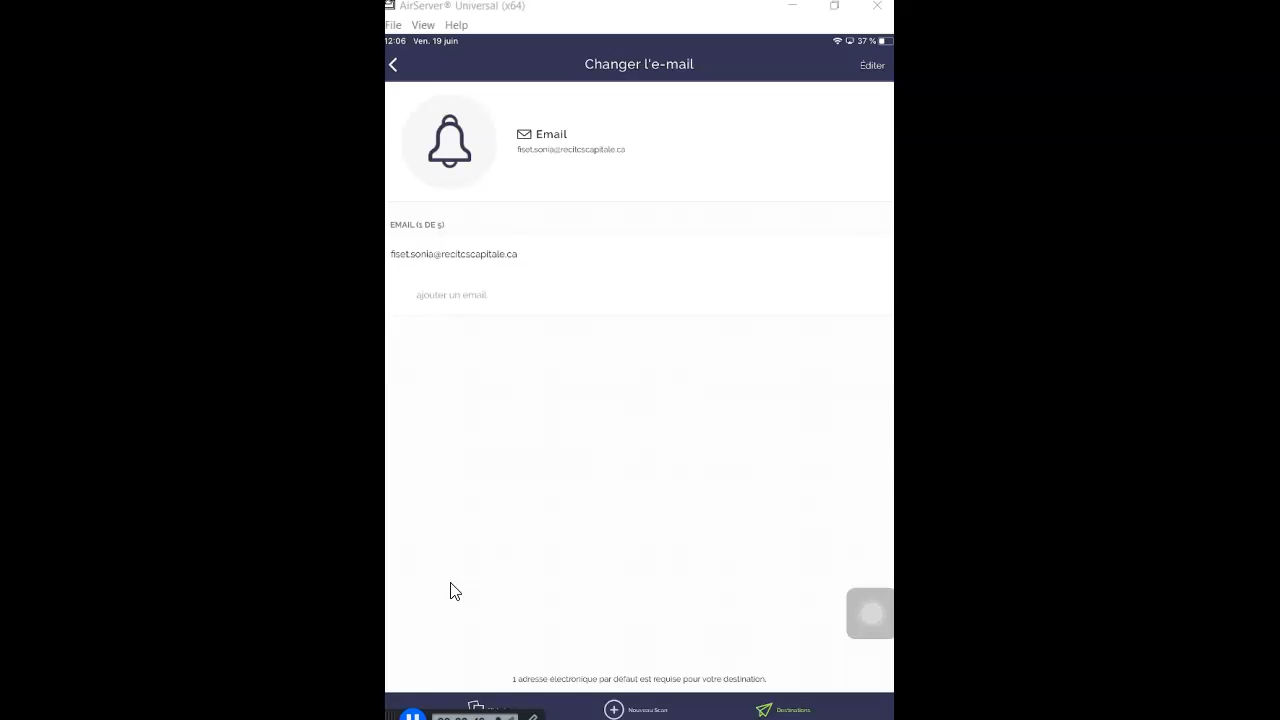 AirServer® Universal (x64)
File View Help
12:06 Ven. 19 juin 37 %
Changer l'e-mail Éditer
Email
fiset.sonia@recitcscapitale.ca
EMAIL (1 DE 5)
fiset.sonia@recitcscapitale.ca
ajouter un email
1 adresse électronique par défaut est requise pour votre destination.
Nouveau Scan Destinations